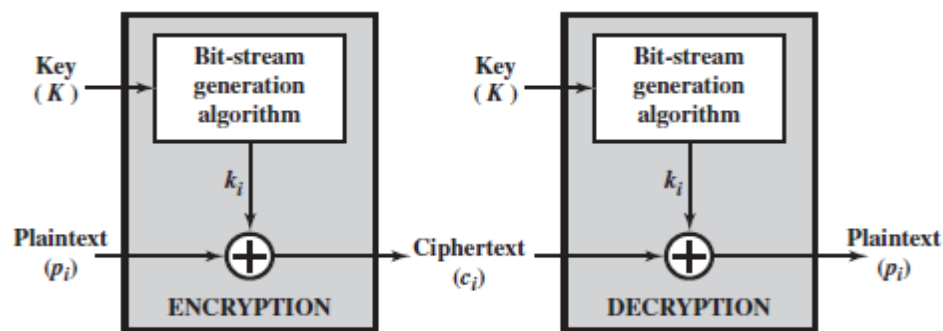 Key
(K)
Bit-stream
generation
algorithm
k_i
Plaintext
(p_i)
ENCRYPTION
Ciphertext
(c_i)
Key
(K)
Bit-stream
generation
algorithm
k_i
Plaintext
(p_i)
DECRYPTION